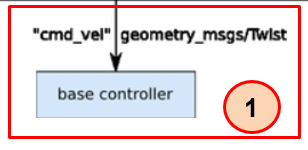 "cmd_vel" geometry_msgs/Twist
base controller
1